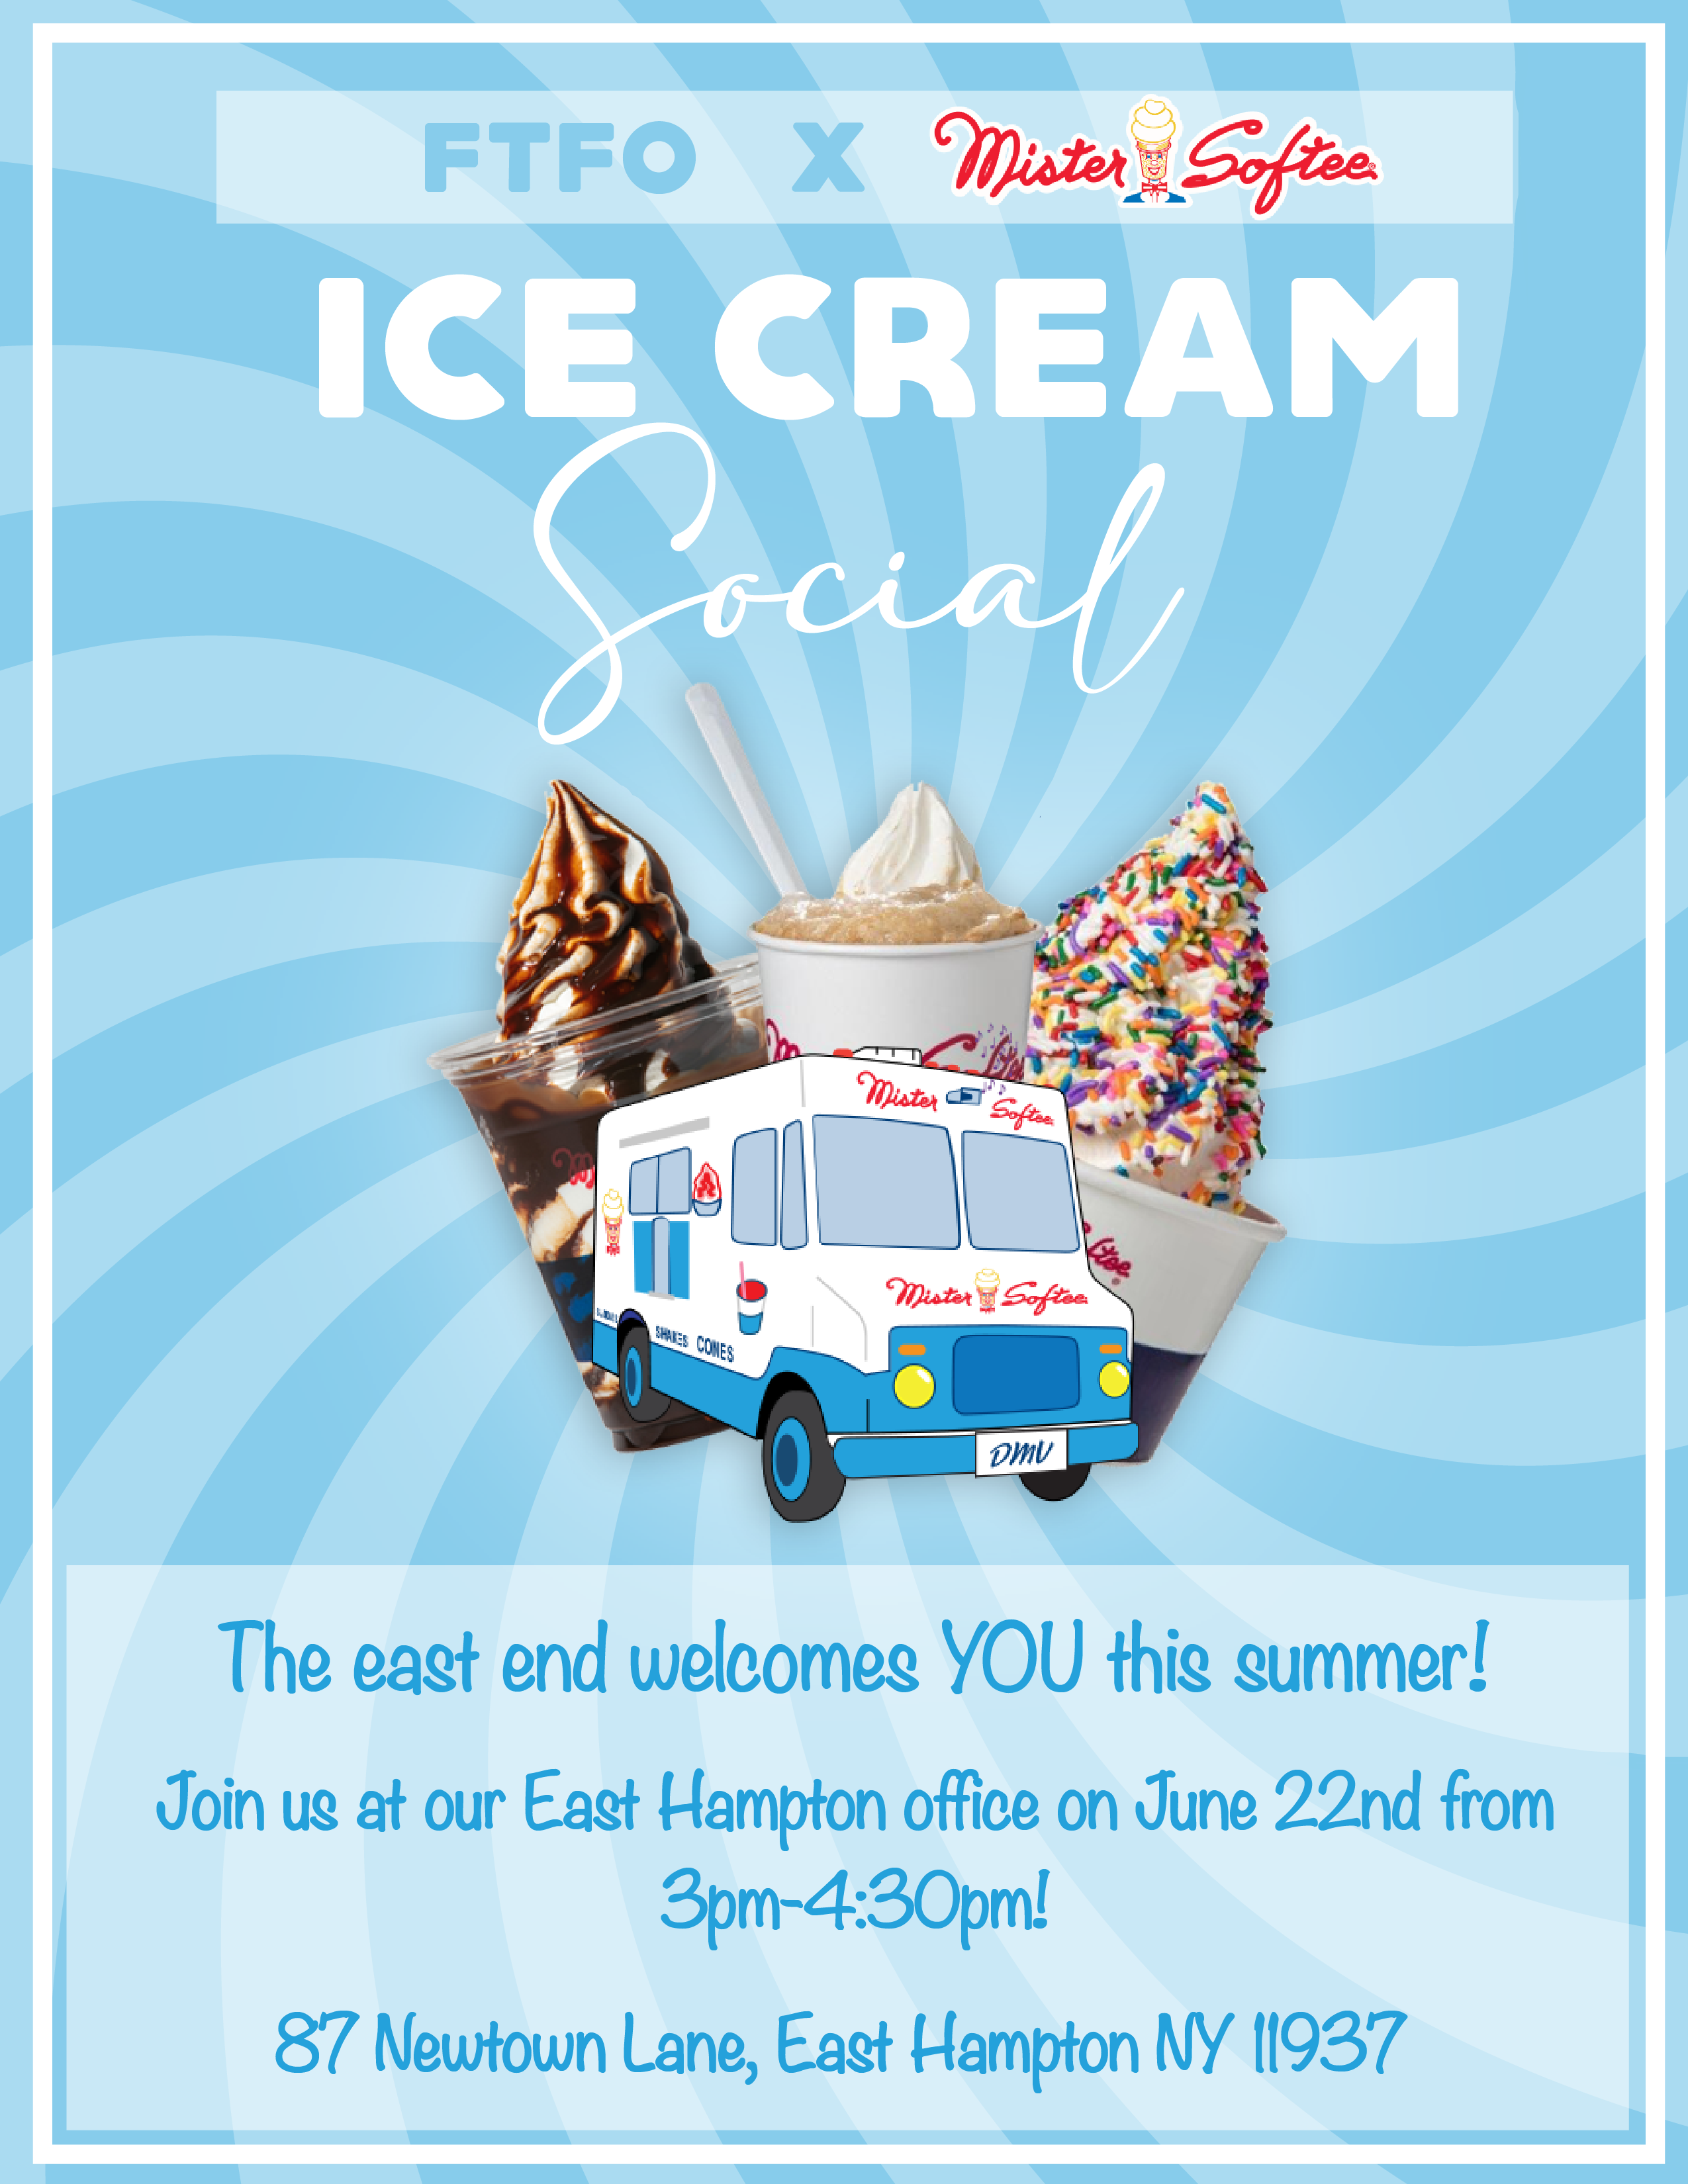 FTFO X Mister Softee
ICE CREAM
Social
Mister Softee
Mister Softee
SHAKES CONES
DMV
ftee
The east end welcomes YOU this summer!
Join us at our East Hampton office on June 22nd from
3pm-4:30pm!
87 Newtown Lane, East Hampton NY 11937